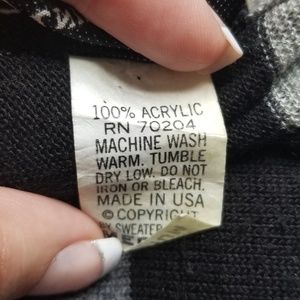 100% ACRYLIC
RN 70204
MACHINE WASH
WARM. TUMBLE
DRY LOW. DO NOT
IRON OR BLEACH.
MADE IN USA
© COPYRIGHT
BY SWEATER